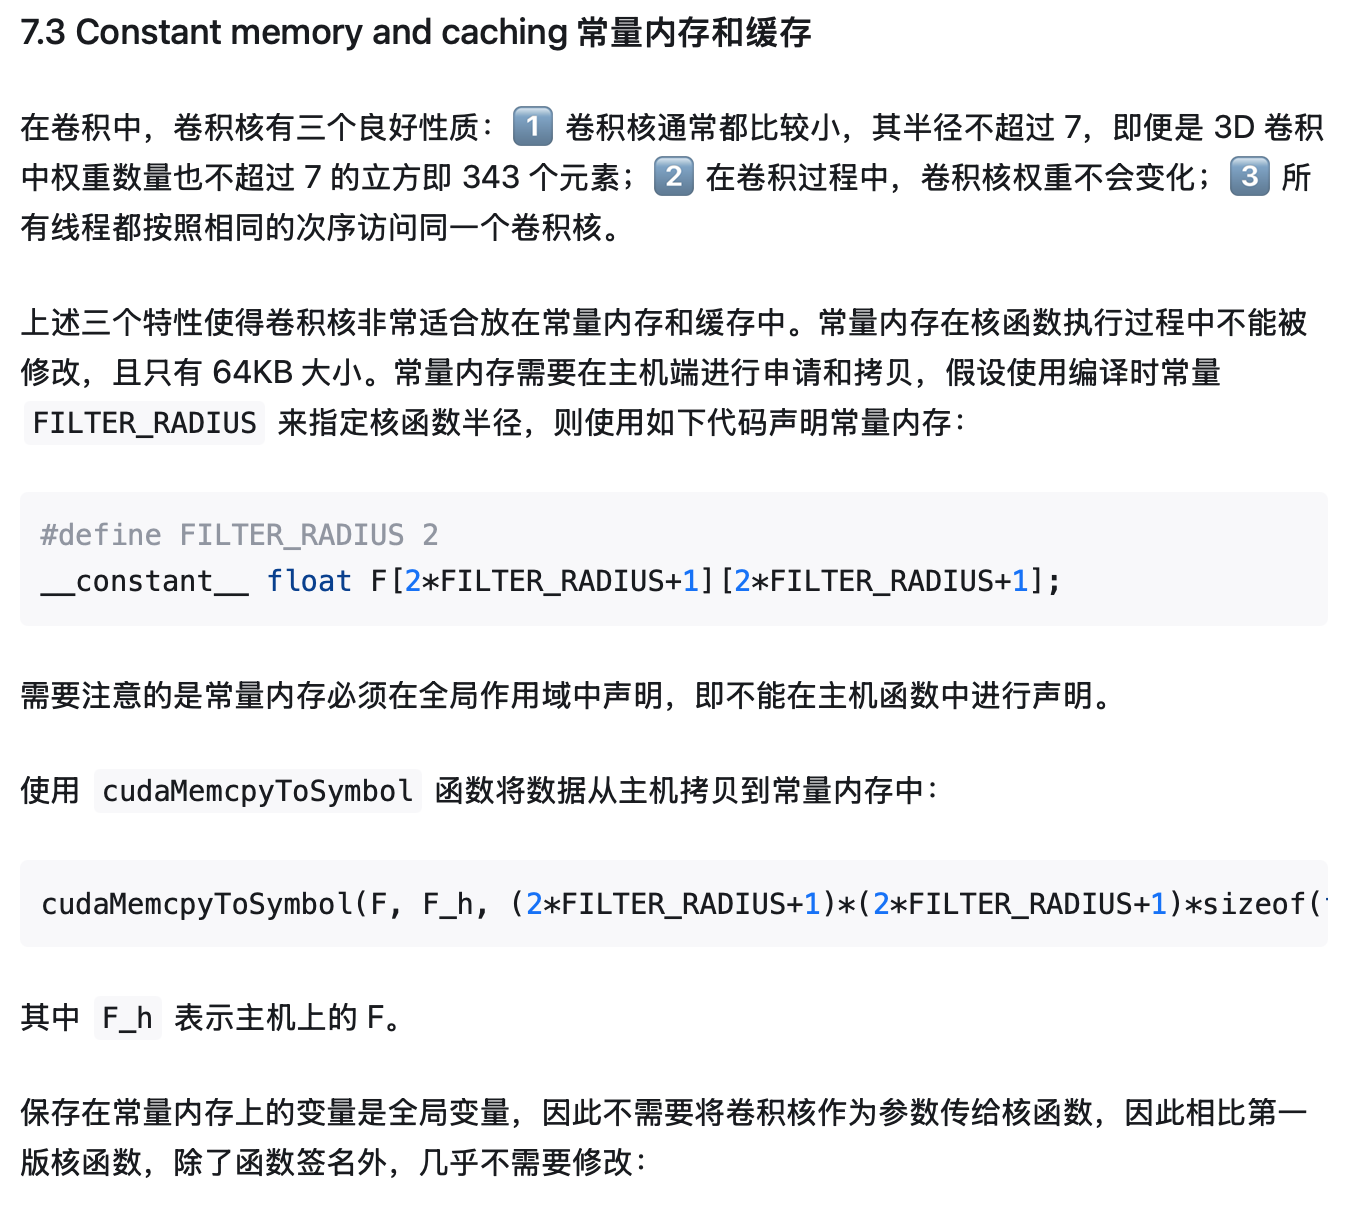 7.3 Constant memory and caching 常量内存和缓存
在卷积中，卷积核有三个良好性质：1️⃣ 卷积核通常都比较小，其半径不超过 7，即便是 3D 卷积
中权重数量也不超过 7 的立方即 343 个元素；2️⃣ 在卷积过程中，卷积核权重不会变化；3️⃣ 所
有线程都按照相同的次序访问同一个卷积核。
上述三个特性使得卷积核非常适合放在常量内存和缓存中。常量内存在核函数执行过程中不能被
修改，且只有 64KB 大小。常量内存需要在主机端进行申请和拷贝，假设使用编译时常量
FILTER_RADIUS 来指定核函数半径，则使用如下代码声明常量内存：
#define FILTER_RADIUS 2
__constant__ float F[2*FILTER_RADIUS+1][2*FILTER_RADIUS+1];
需要注意的是常量内存必须在全局作用域中声明，即不能在主机函数中进行声明。
使用 cudaMemcpyToSymbol 函数将数据从主机拷贝到常量内存中：
cudaMemcpyToSymbol(F, F_h, (2*FILTER_RADIUS+1)*(2*FILTER_RADIUS+1)*sizeof(
其中 F_h 表示主机上的 F。
保存在常量内存上的变量是全局变量，因此不需要将卷积核作为参数传给核函数，因此相比第一
版核函数，除了函数签名外，几乎不需要修改：